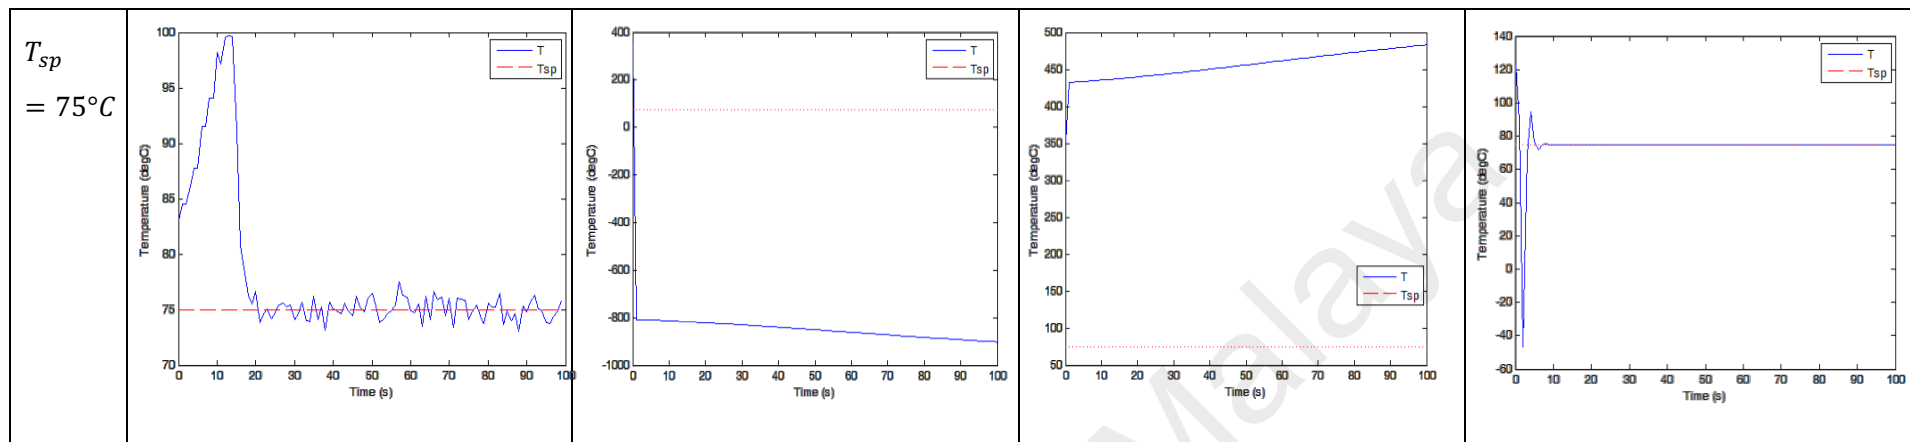 T_sp
= 75°C
100
95
90
85
80
75
70
0 10 20 30 40 50 60 70 80 90 100
Temperature (degC)
Time (s)
T
Tsp
400
200
0
-200
-400
-600
-800
-1000
0 10 20 30 40 50 60 70 80 90 100
Temperature (degC)
Time (s)
T
Tsp
500
450
400
350
300
250
200
150
100
50
0 10 20 30 40 50 60 70 80 90 100
Temperature (degC)
Time (s)
T
Tsp
140
120
100
80
60
40
20
0
-20
-40
-60
0 10 20 30 40 50 60 70 80 90 100
Temperature (degC)
Time (s)
T
Tsp
Malaya